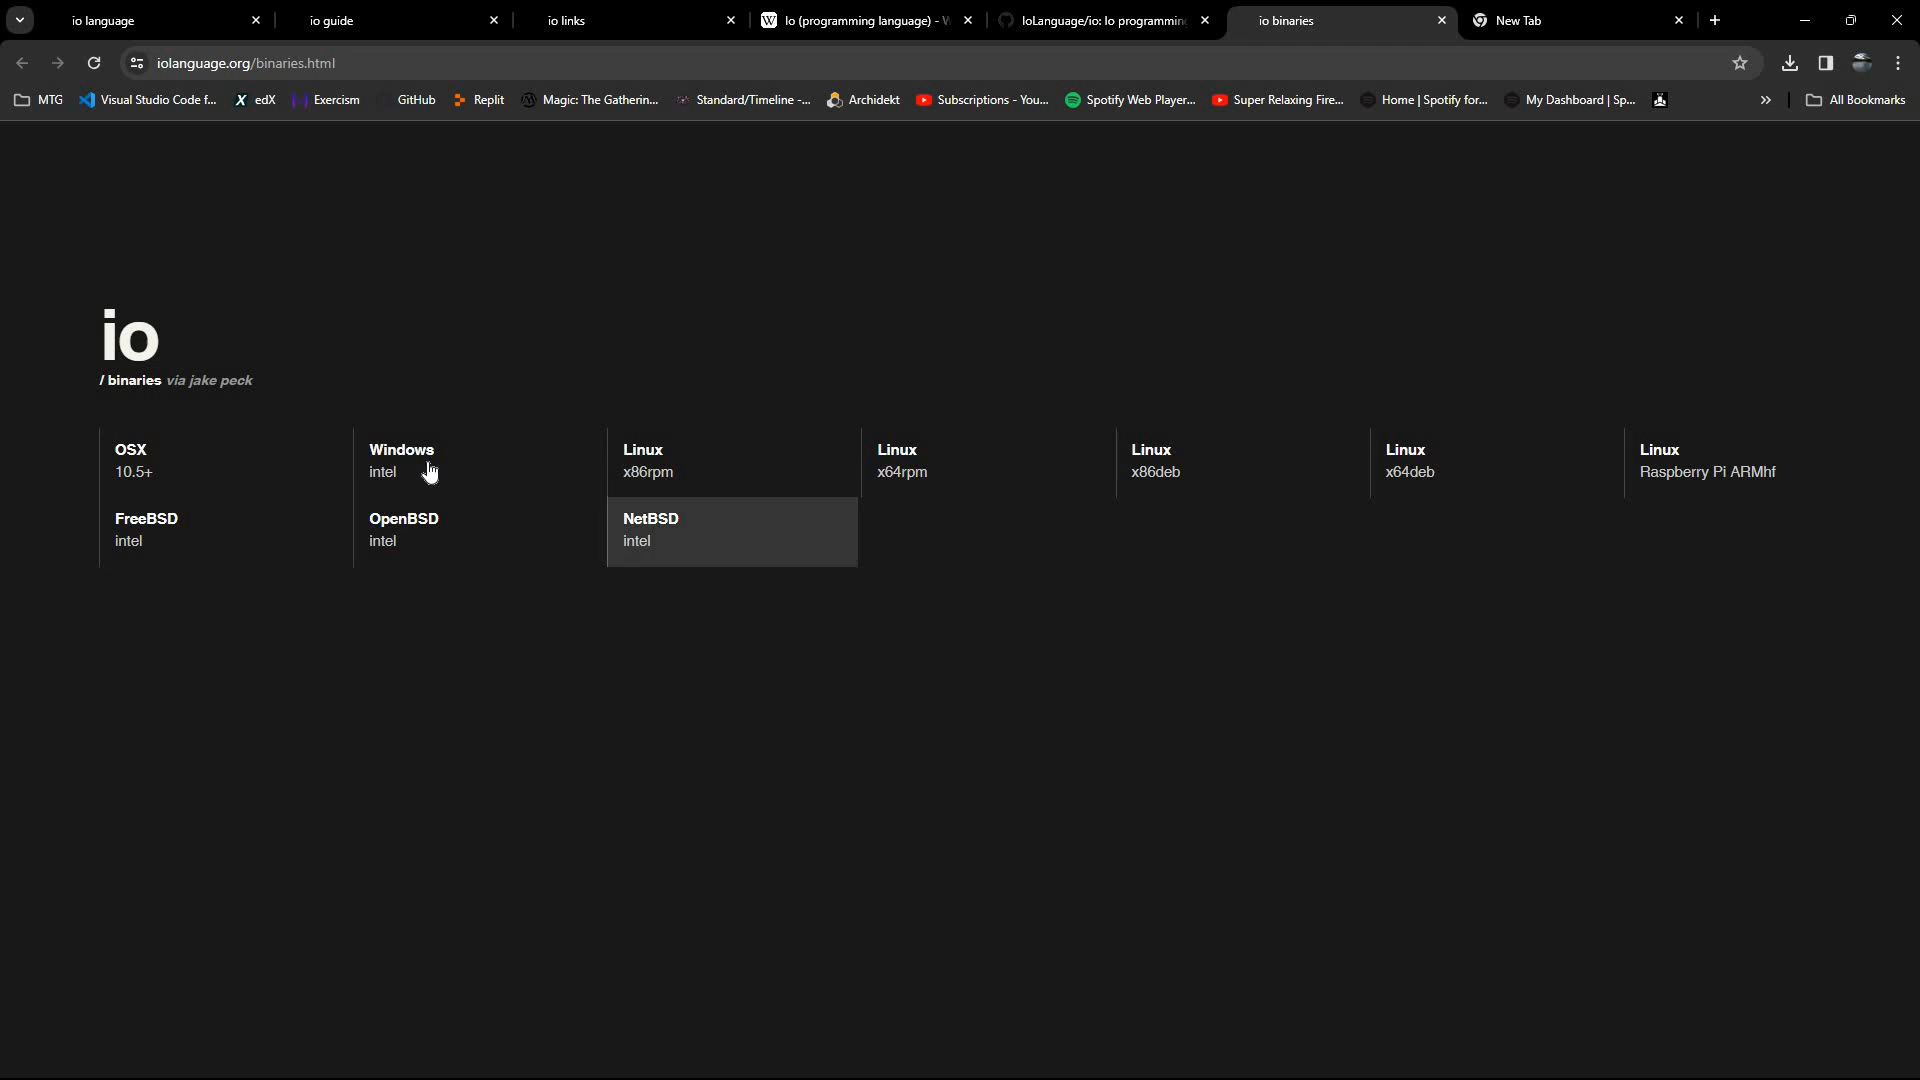 io language
io guide
io links
Io (programming language) - W
IoLanguage/io: Io programmin
io binaries
New Tab
iolanguage.org/binaries.html
MTG
Visual Studio Code f...
edX
Exercism
GitHub
Replit
Magic: The Gatherin...
Standard/Timeline -...
Archidekt
Subscriptions - You...
Spotify Web Player...
Super Relaxing Fire...
Home | Spotify for...
My Dashboard | Sp...
All Bookmarks
io
/ binaries via jake peck
OSX
10.5+
Windows
intel
Linux
x86rpm
Linux
x64rpm
Linux
x86deb
Linux
x64deb
Linux
Raspberry Pi ARMhf
FreeBSD
intel
OpenBSD
intel
NetBSD
intel